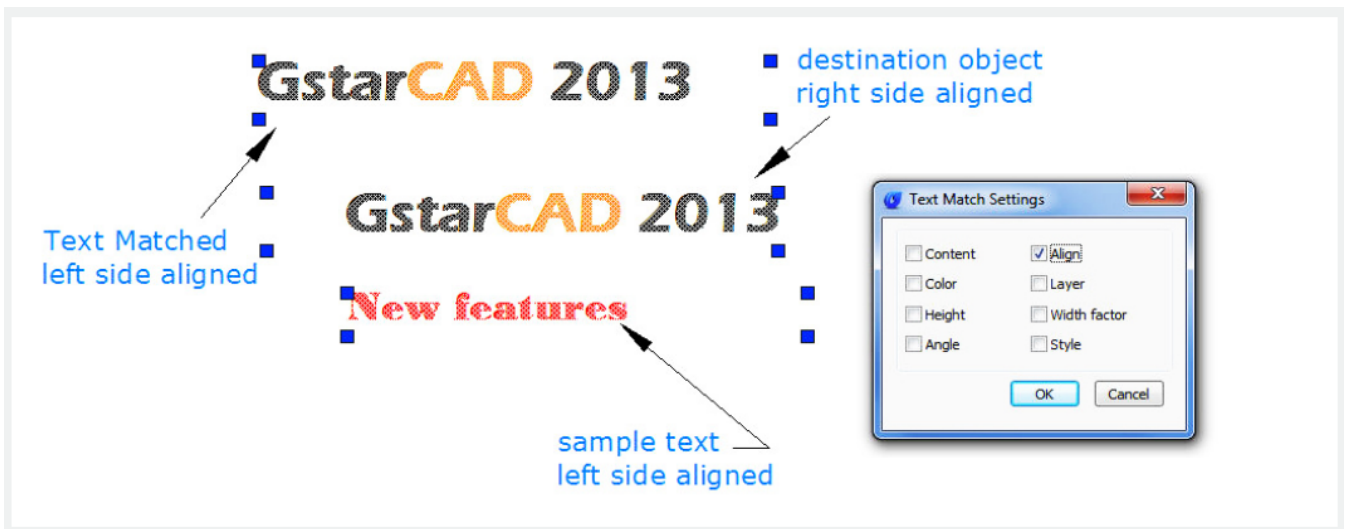 GstarCAD 2013
destination object
right side aligned
GstarCAD 2013
Text Matched
left side aligned
New features
sample text
left side aligned
Text Match Settings
Content
Align
Color
Layer
Height
Width factor
Angle
Style
OK
Cancel